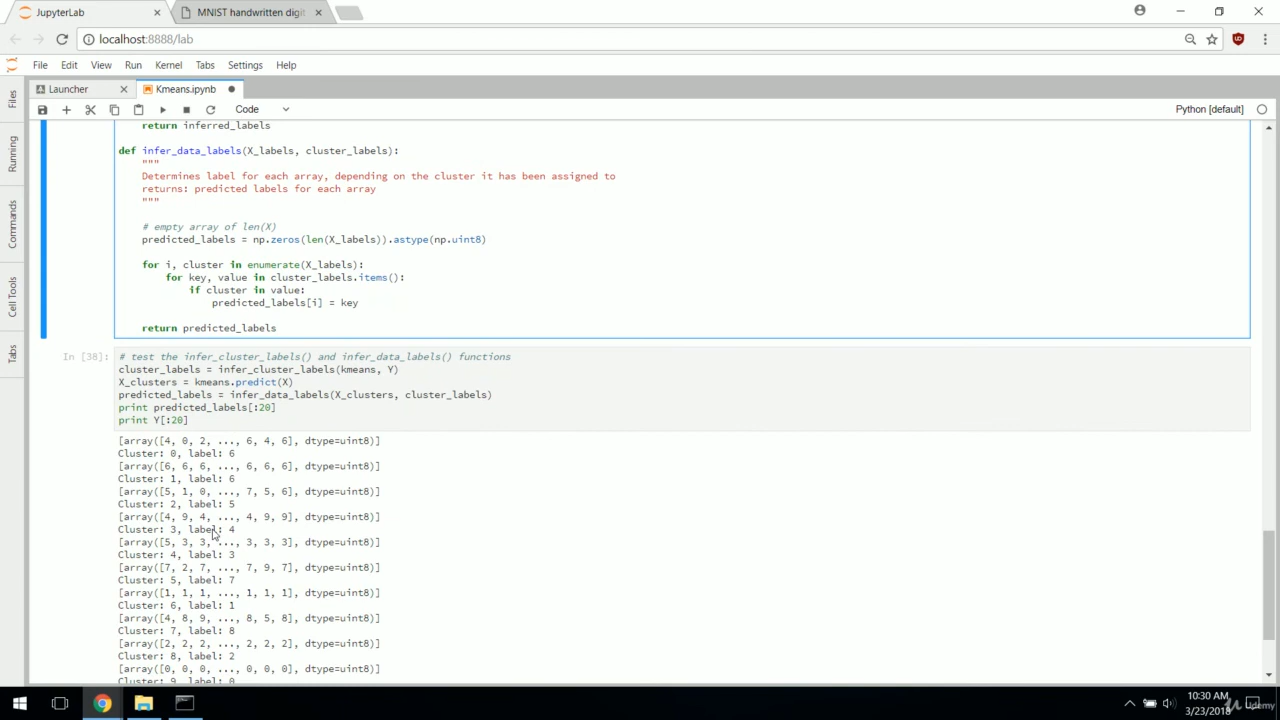 JupyterLab
MNIST handwritten digit
localhost:8888/lab
File Edit View Run Kernel Tabs Settings Help
Launcher
Kmeans.ipynb
Code
Python [default]
Files
Running
Commands
Cell Tools
Tabs
return inferred_labels
def infer_data_labels(X_labels, cluster_labels):
"""
Determines label for each array, depending on the cluster it has been assigned to
returns: predicted labels for each array
"""
# empty array of len(X)
predicted_labels = np.zeros(len(X_labels)).astype(np.uint8)
for i, cluster in enumerate(X_labels):
for key, value in cluster_labels.items():
if cluster in value:
predicted_labels[i] = key
return predicted_labels
In [38]:
# test the infer_cluster_labels() and infer_data_labels() functions
cluster_labels = infer_cluster_labels(kmeans, Y)
X_clusters = kmeans.predict(X)
predicted_labels = infer_data_labels(X_clusters, cluster_labels)
print predicted_labels[:20]
print Y[:20]
[array([4, 0, 2, ..., 6, 4, 6], dtype=uint8)]
Cluster: 0, label: 6
[array([6, 6, 6, ..., 6, 6, 6], dtype=uint8)]
Cluster: 1, label: 6
[array([5, 1, 0, ..., 7, 5, 6], dtype=uint8)]
Cluster: 2, label: 5
[array([4, 9, 4, ..., 4, 9, 9], dtype=uint8)]
Cluster: 3, label: 4
[array([5, 3, 3, ..., 3, 3, 3], dtype=uint8)]
Cluster: 4, label: 3
[array([7, 2, 7, ..., 7, 9, 7], dtype=uint8)]
Cluster: 5, label: 7
[array([1, 1, 1, ..., 1, 1, 1], dtype=uint8)]
Cluster: 6, label: 1
[array([4, 8, 9, ..., 8, 5, 8], dtype=uint8)]
Cluster: 7, label: 8
[array([2, 2, 2, ..., 2, 2, 2], dtype=uint8)]
Cluster: 8, label: 2
[array([0, 0, 0, ..., 0, 0, 0], dtype=uint8)]
Cluster: 9, label: 0
10:30 AM
3/23/2018
Udemy